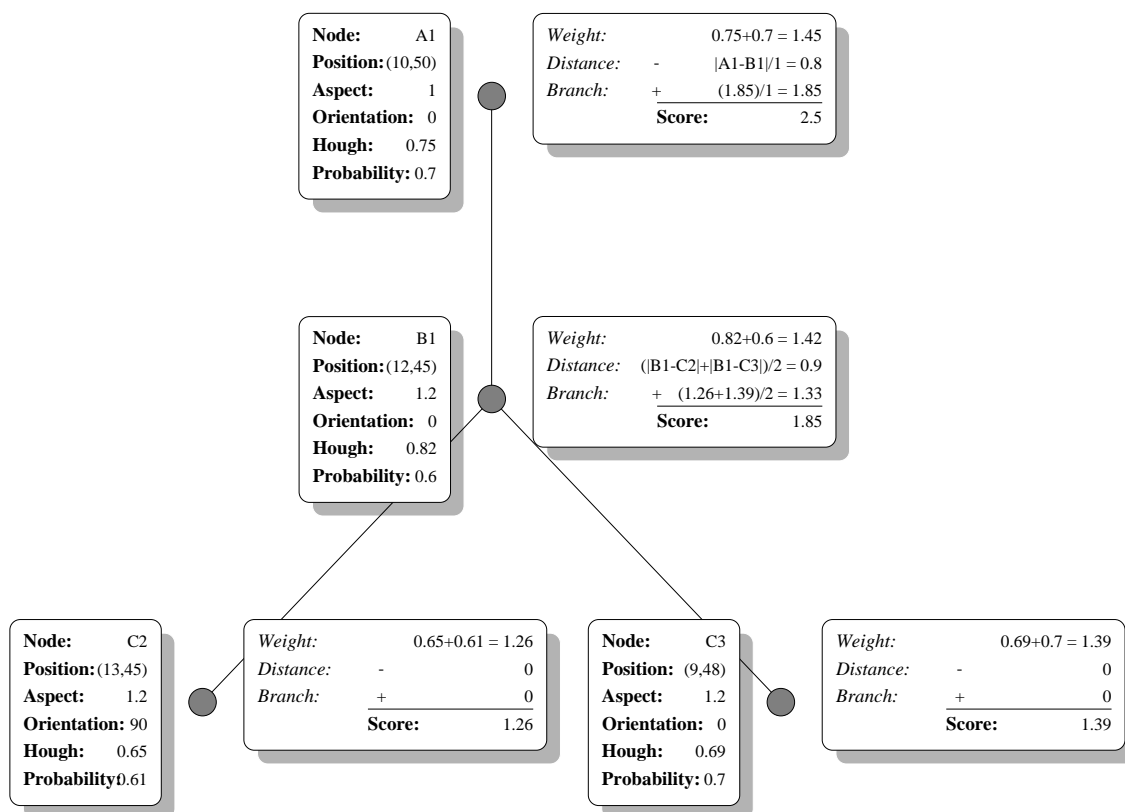 Node: A1
Position: (10,50)
Aspect: 1
Orientation: 0
Hough: 0.75
Probability: 0.7
Weight: 0.75+0.7 = 1.45
Distance: - |A1-B1|/1 = 0.8
Branch: + (1.85)/1 = 1.85
Score: 2.5
Node: B1
Position: (12,45)
Aspect: 1.2
Orientation: 0
Hough: 0.82
Probability: 0.6
Weight: 0.82+0.6 = 1.42
Distance: (|B1-C2|+|B1-C3|)/2 = 0.9
Branch: + (1.26+1.39)/2 = 1.33
Score: 1.85
Node: C2
Position: (13,45)
Aspect: 1.2
Orientation: 90
Hough: 0.65
Probability: 0.61
Weight: 0.65+0.61 = 1.26
Distance: - 0
Branch: + 0
Score: 1.26
Node: C3
Position: (9,48)
Aspect: 1.2
Orientation: 0
Hough: 0.69
Probability: 0.7
Weight: 0.69+0.7 = 1.39
Distance: - 0
Branch: + 0
Score: 1.39